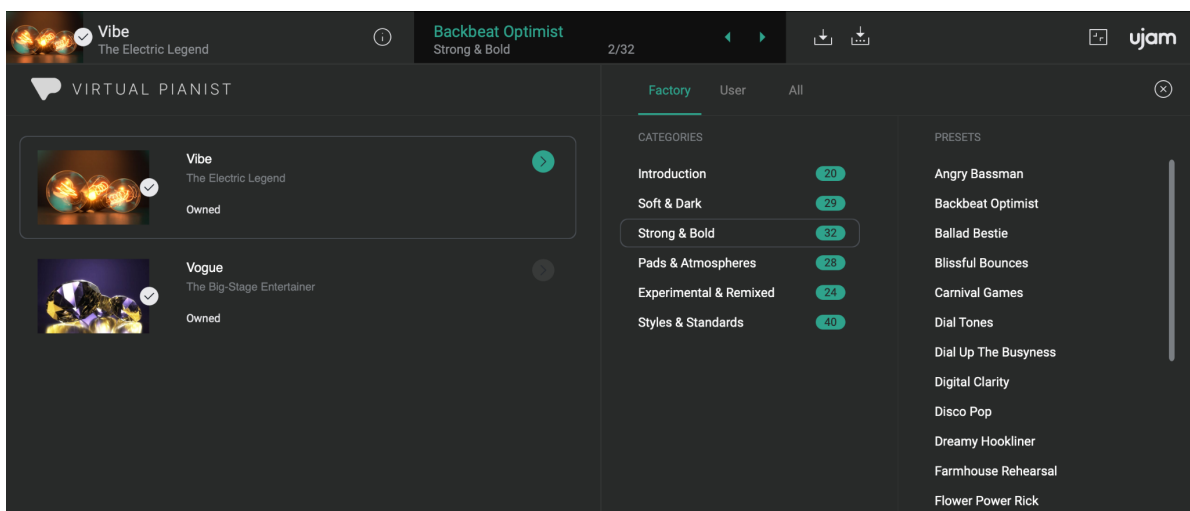 Vibe
The Electric Legend
Backbeat Optimist
Strong & Bold
2/32
ujam
VIRTUAL PIANIST
Factory
User
All
Vibe
The Electric Legend
Owned
Vogue
The Big-Stage Entertainer
Owned
CATEGORIES
Introduction 20
Soft & Dark 29
Strong & Bold 32
Pads & Atmospheres 28
Experimental & Remixed 24
Styles & Standards 40
PRESETS
Angry Bassman
Backbeat Optimist
Ballad Bestie
Blissful Bounces
Carnival Games
Dial Tones
Dial Up The Busyness
Digital Clarity
Disco Pop
Dreamy Hookliner
Farmhouse Rehearsal
Flower Power Rick